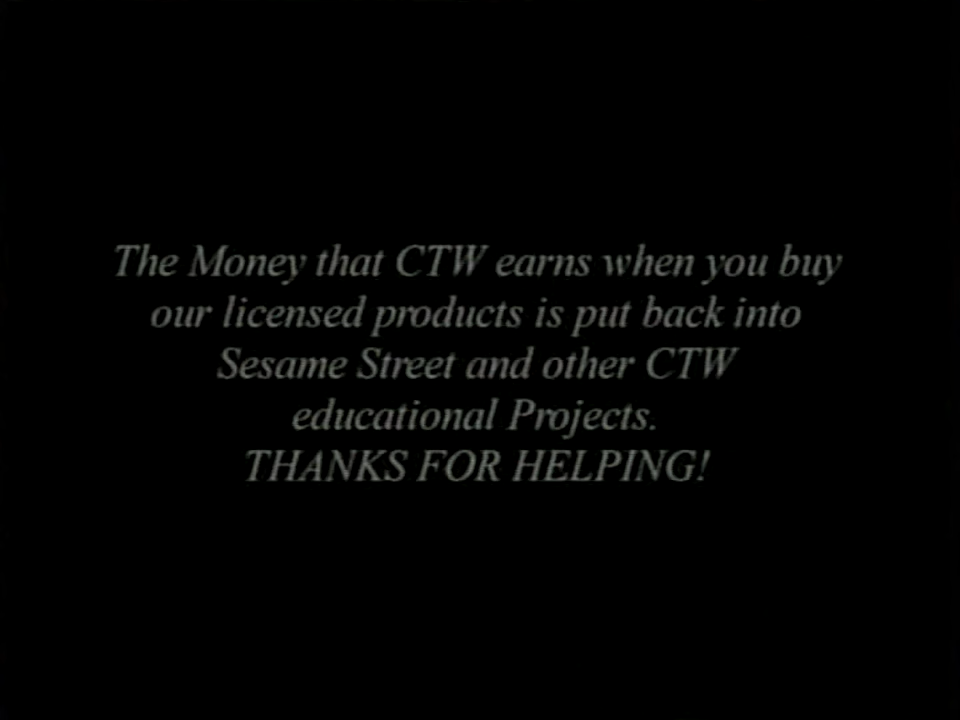 The Money that CTW earns when you buy
our licensed products is put back into
Sesame Street and other CTW
educational Projects.
THANKS FOR HELPING!